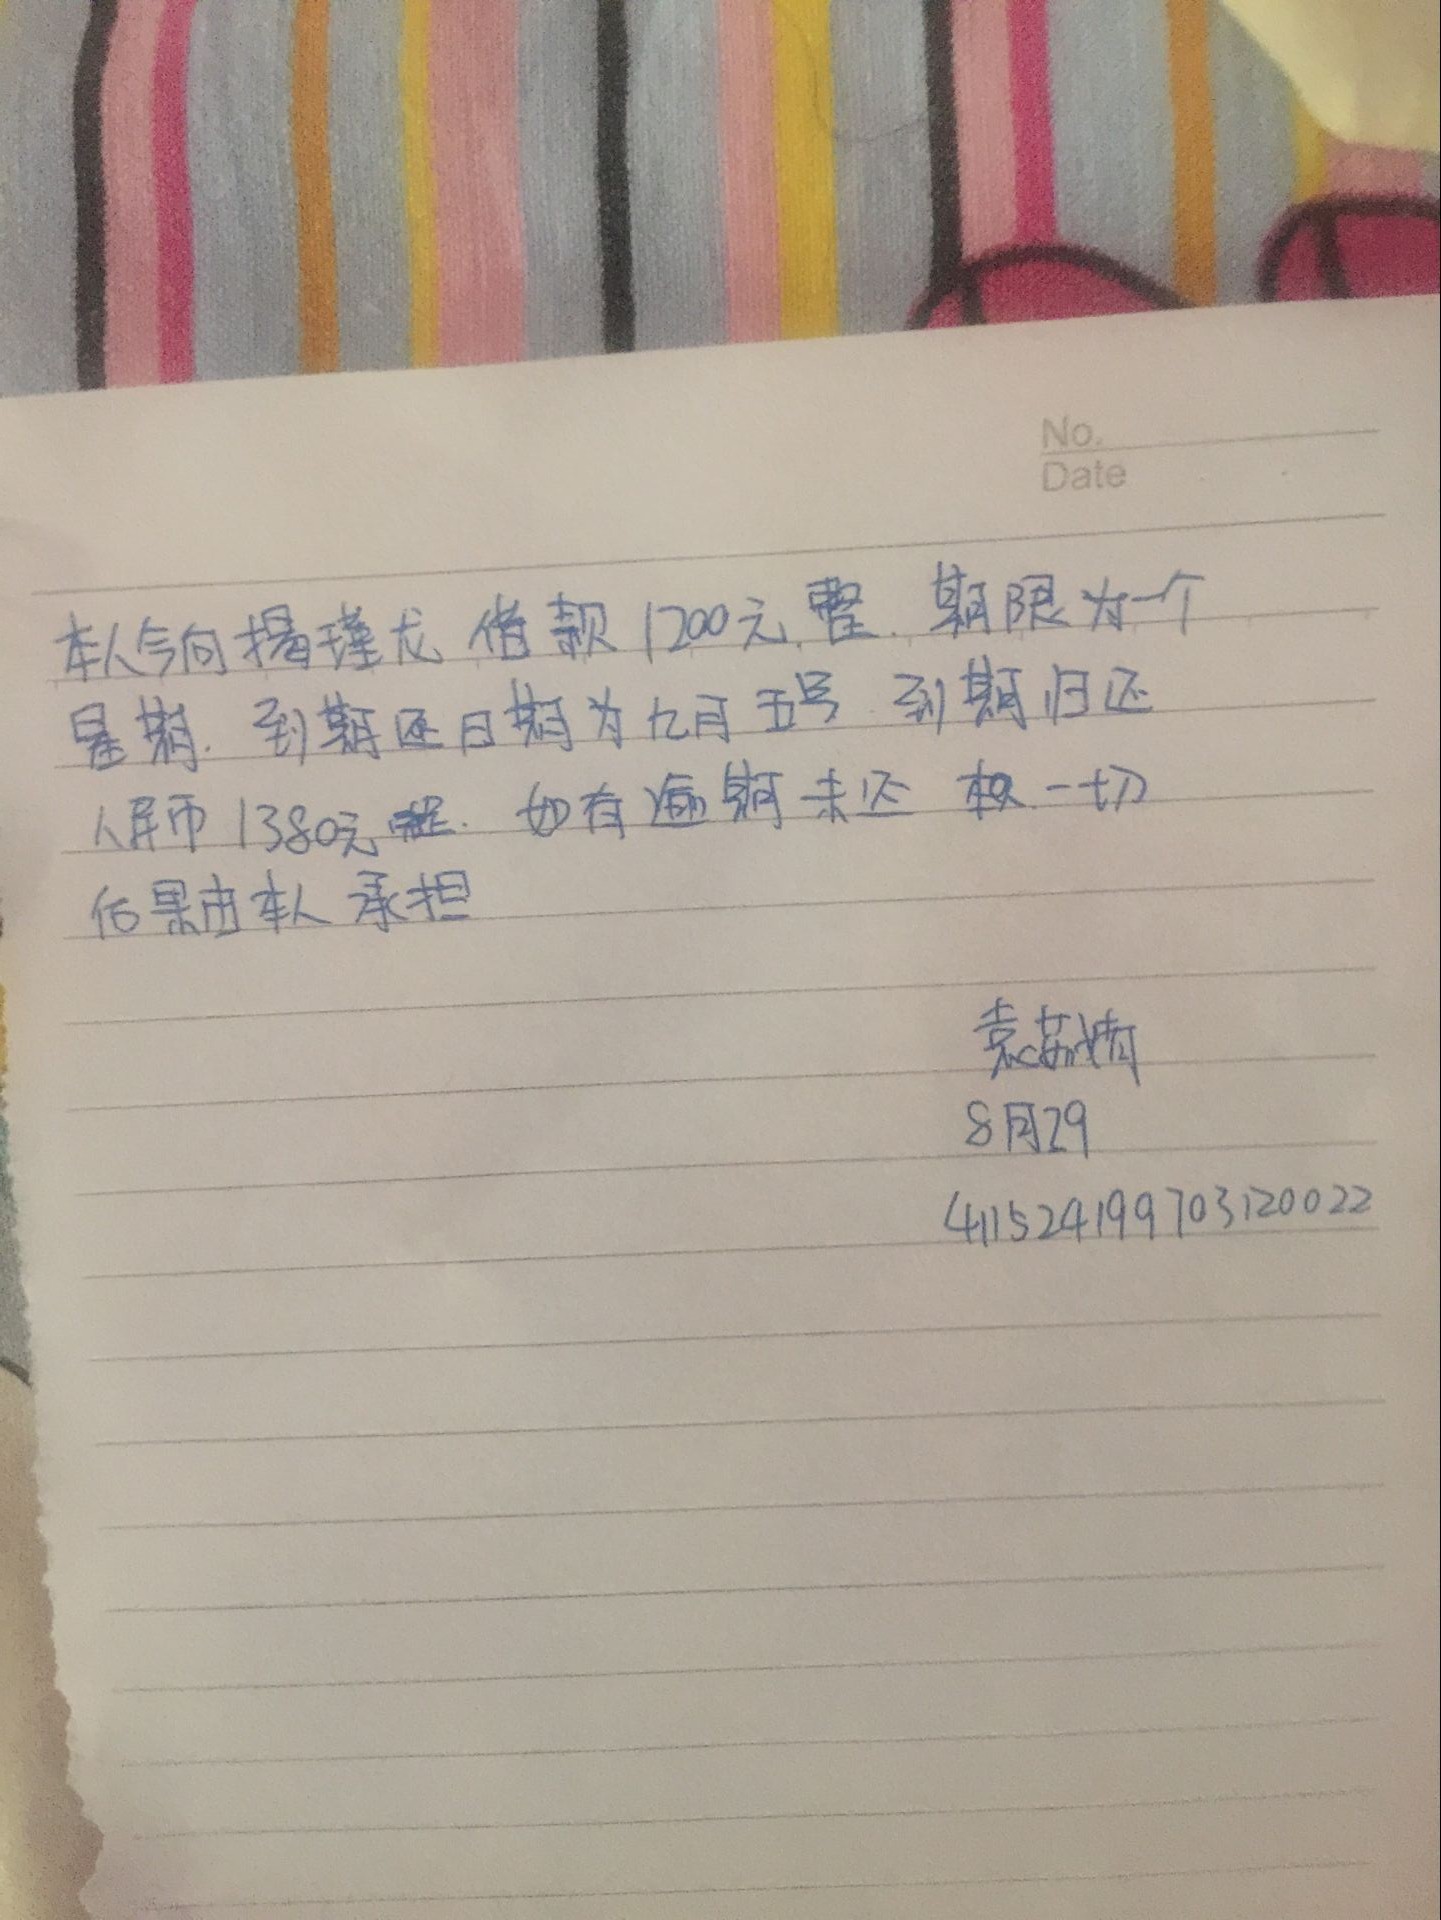 No.
Date
本人今向揚瑾龙 借款1200元整. 期限为一个
星期. 到期还日期为九月五号 到期归还
人民币1380元整. 如有逾期未还 一切
后果由本人承担
袁苏婧
8月29
411524199703120022